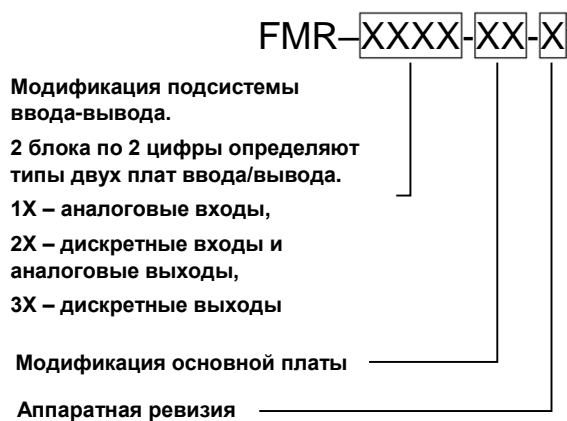 FMR–XXXX-XX-X
Модификация подсистемы
ввода-вывода.
2 блока по 2 цифры определяют
типы двух плат ввода/вывода.
1X – аналоговые входы,
2X – дискретные входы и
аналоговые выходы,
3X – дискретные выходы
Модификация основной платы
Аппаратная ревизия